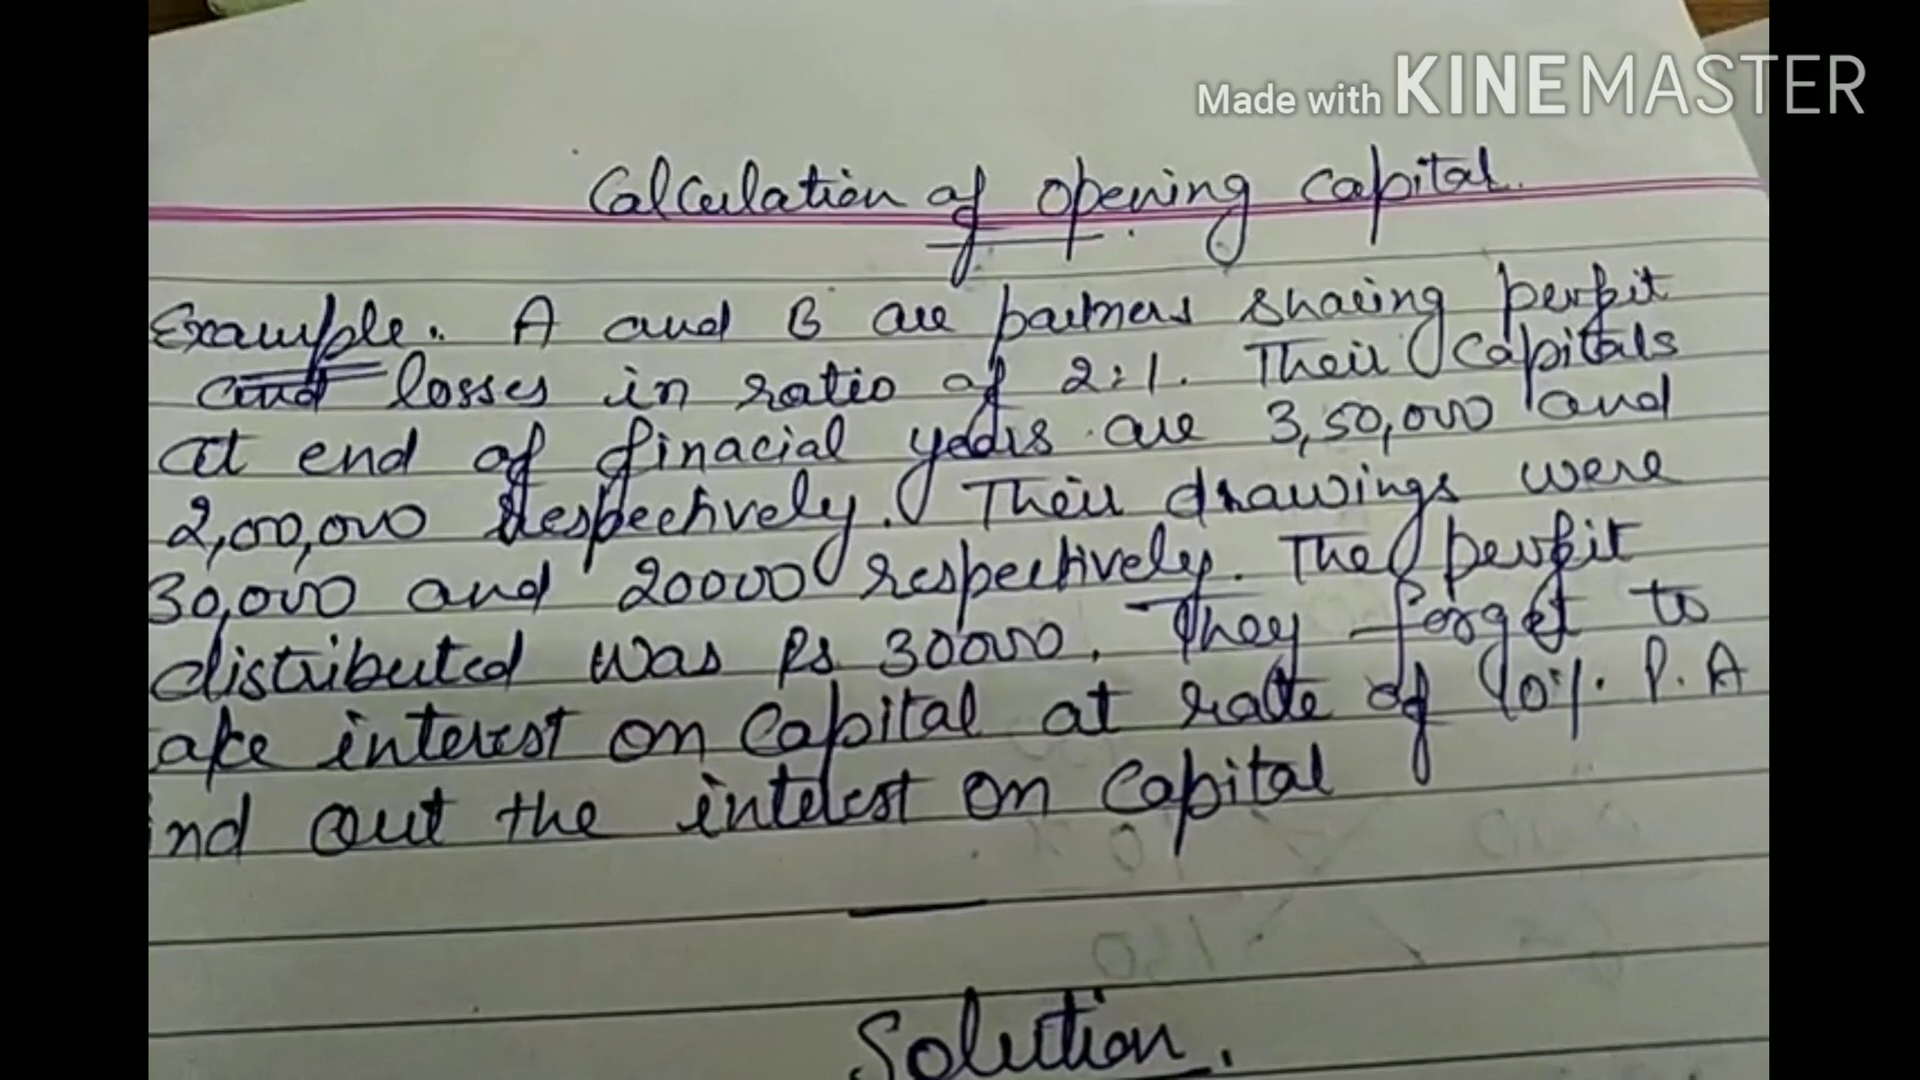 Made with KINEMASTER
Calculation of opening capital.
Example: A and B are partners sharing perfit
and losses in ratio of 2:1. Their capitals
at end of finacial years are 3,50,000 and
2,00,000 respectively. Their drawings were
30,000 and 20000 respectively. The perfit
distributed was Rs 30000. They forget to
ake interest on capital at rate of 10%. P.A
ind out the interest on capital
Solution.